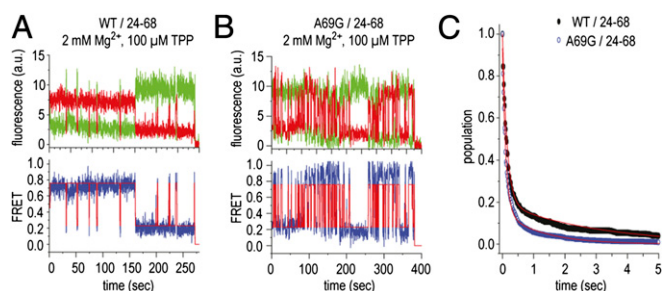 A
WT / 24-68
2 mM Mg²⁺, 100 µM TPP
fluorescence (a.u.)
15
10
5
0
FRET
1.0
0.8
0.6
0.4
0.2
0.0
0 50 100 150 200 250
time (sec)
B
A69G / 24-68
2 mM Mg²⁺, 100 µM TPP
fluorescence (a.u.)
15
10
5
0
FRET
1.0
0.8
0.6
0.4
0.2
0.0
0 100 200 300 400
time (sec)
C
WT / 24-68
A69G / 24-68
population
1.0
0.8
0.6
0.4
0.2
0.0
0 1 2 3 4 5
time (sec)